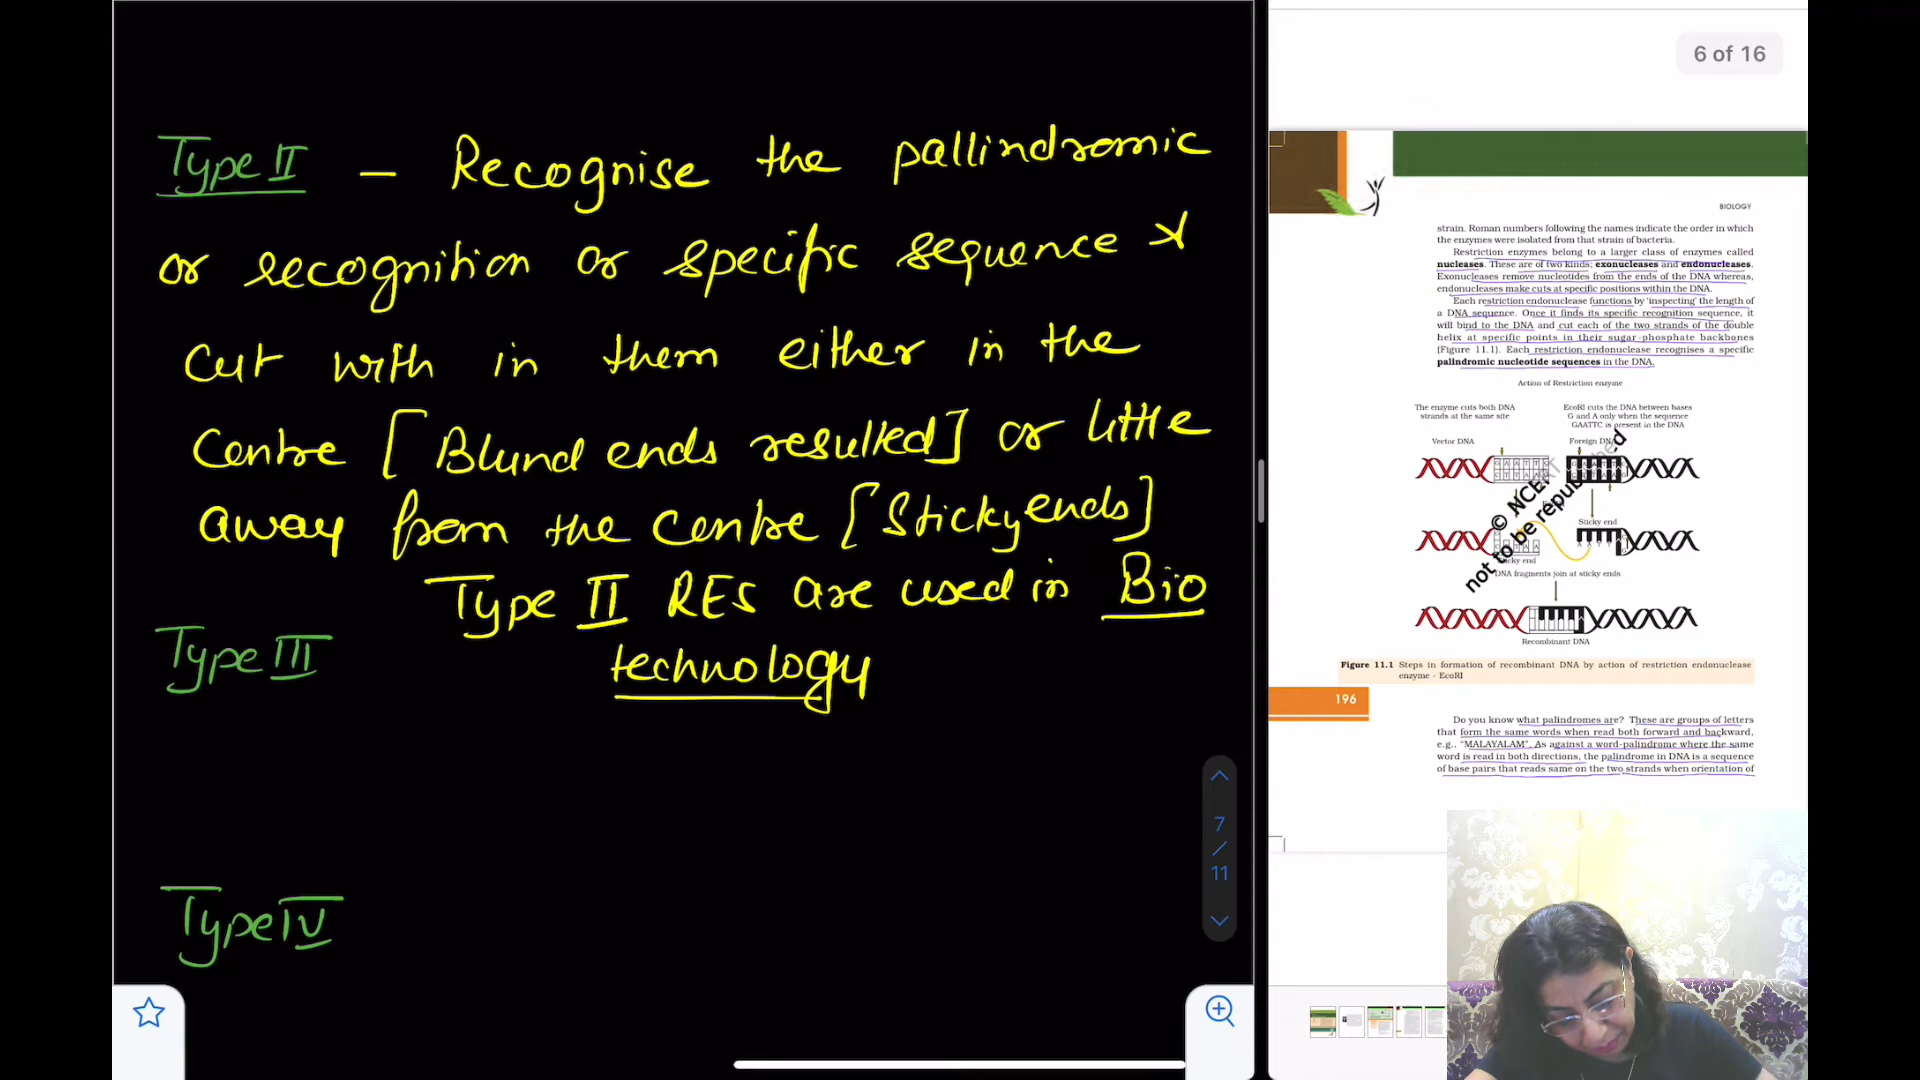 Type II – Recognise the pallindromic
or recognition or specific sequence &
cut with in them either in the
Centre [Blund ends resulted] or little
away from the Centre [Sticky ends]
Type II REs are used in Bio
technology
Type III
Type IV
7
/
11
6 of 16
BIOLOGY
strain. Roman numbers following the names indicate the order in which
the enzymes were isolated from that strain of bacteria.
Restriction enzymes belong to a larger class of enzymes called
nucleases. These are of two kinds; exonucleases and endonucleases.
Exonucleases remove nucleotides from the ends of the DNA whereas,
endonucleases make cuts at specific positions within the DNA.
Each restriction endonuclease functions by 'inspecting' the length of
a DNA sequence. Once it finds its specific recognition sequence, it
will bind to the DNA and cut each of the two strands of the double
helix at specific points in their sugar-phosphate backbones
(Figure 11.1). Each restriction endonuclease recognises a specific
palindromic nucleotide sequences in the DNA.
Action of Restriction enzyme
The enzyme cuts both DNA
strands at the same site
EcoRI cuts the DNA between bases
G and A only when the sequence
GAATTC is present in the DNA
Vector DNA
Foreign DN
© NCE
not to be repub
Sticky end
cky end
DNA fragments join at sticky ends
Recombinant DNA
Figure 11.1 Steps in formation of recombinant DNA by action of restriction endonuclease
enzyme - EcoRI
196
Do you know what palindromes are? These are groups of letters
that form the same words when read both forward and backward,
e.g., "MALAYALAM". As against a word-palindrome where the same
word is read in both directions, the palindrome in DNA is a sequence
of base pairs that reads same on the two strands when orientation of